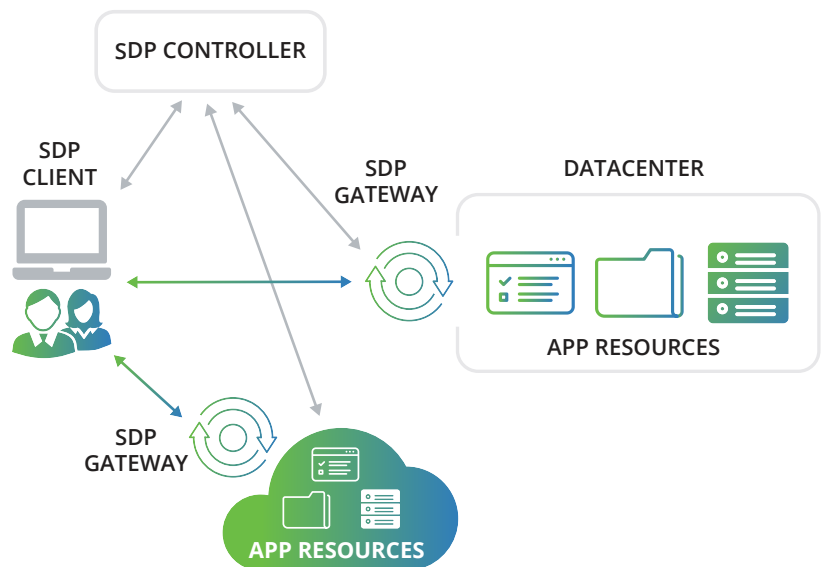 SDP CONTROLLER
SDP
CLIENT
SDP
GATEWAY
DATACENTER
APP RESOURCES
SDP
GATEWAY
APP RESOURCES